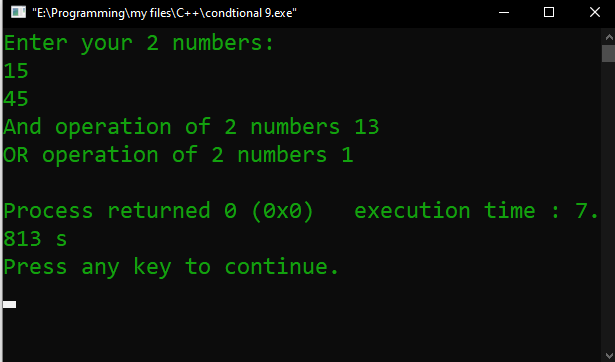 "E:\Programming\my files\C++\condtional 9.exe"
Enter your 2 numbers:
15
45
And operation of 2 numbers 13
OR operation of 2 numbers 1
Process returned 0 (0x0)   execution time : 7.
813 s
Press any key to continue.